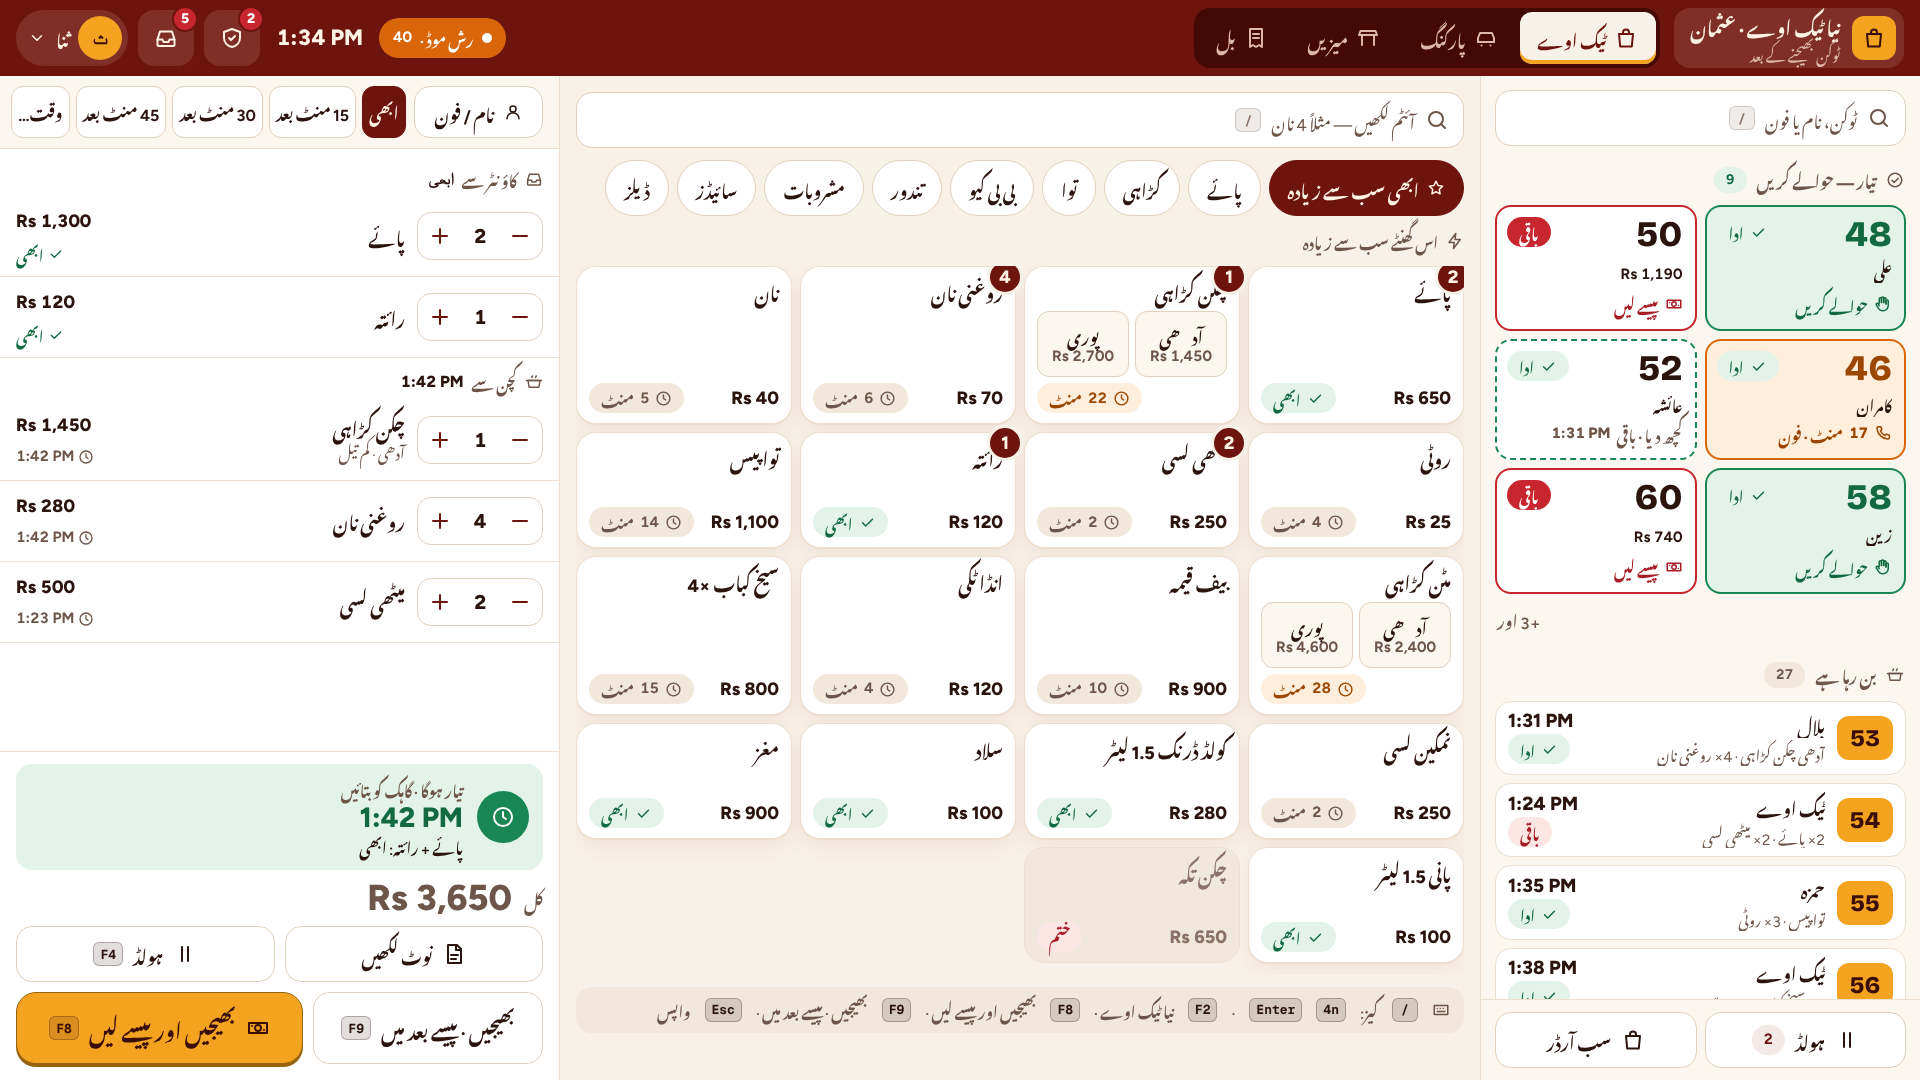 نیا ٹیک اوے · عثمان
ٹوکن بھیجنے کے بعد
ٹیک اوے
پارکنگ
میزیں
بل
رش موڈ · 40
1:34 PM
2
5
ث
ثنا
ٹوکن، نام یا فون /
تیار — حوالے کریں 9
48 ✓ ادا
علی
حوالے کریں
50 باقی
Rs 1,190
پیسے لیں
46 ✓ ادا
کامران
17 منٹ · فون
52 ✓ ادا
عائشہ
کچھ دیا · باقی 1:31 PM
58 ✓ ادا
زین
حوالے کریں
60 باقی
Rs 740
پیسے لیں
+3 اور
بن رہا ہے 27
53 بلال 1:31 PM
آدھی چکن کڑاہی · 4× روغنی نان ✓ ادا
54 ٹیک اوے 1:24 PM
2× پائے · 2× میٹھی لسی باقی
55 حمزہ 1:35 PM
توا پیس · 3× روٹی ✓ ادا
56 ٹیک اوے 1:38 PM
ہولڈ 2
سب آرڈر
آئٹم لکھیں — مثلاً 4 نان /
ابھی سب سے زیادہ
پائے
کڑاہی
توا
بی بی کیو
تندور
مشروبات
سائیڈز
ڈیلز
اس گھنٹے سب سے زیادہ
پائے 2
Rs 650 ✓ ابھی
چکن کڑاہی 1
آدھی Rs 1,450
پوری Rs 2,700
22 منٹ
روغنی نان 4
Rs 70 6 منٹ
نان
Rs 40 5 منٹ
روٹی
Rs 25 4 منٹ
2
Rs 250 2 منٹ
رائتہ 1
Rs 120 ✓ ابھی
توا پیس
Rs 1,100 14 منٹ
مٹن کڑاہی
آدھی Rs 2,400
پوری Rs 4,600
28 منٹ
بیف قیمہ
Rs 900 10 منٹ
انڈا ٹکی
Rs 120 4 منٹ
سیخ کباب ×4
Rs 800 15 منٹ
نمکین لسی
Rs 250 2 منٹ
کولڈ ڈرنک 1.5 لیٹر
Rs 280 ✓ ابھی
سلاد
Rs 100 ✓ ابھی
مغز
Rs 900 ✓ ابھی
پانی 1.5 لیٹر
Rs 100 ✓ ابھی
چکن تکہ
Rs 650 ختم
/ کیز: 4n Enter · F2 نیا ٹیک اوے · F8 بھیجیں اور پیسے لیں · F9 بھیجیں · پیسے بعد میں · Esc واپس
نام / فون
ابھی
15 منٹ بعد
30 منٹ بعد
45 منٹ بعد
وقت...
کاؤنٹر سے ابھی
− 2 + پائے Rs 1,300
✓ ابھی
− 1 + رائتہ Rs 120
✓ ابھی
کچن سے 1:42 PM
− 1 + چکن کڑاہی Rs 1,450
آدھی · کم تیل 1:42 PM
− 4 + روغنی نان Rs 280
1:42 PM
− 2 + میٹھی لسی Rs 500
1:23 PM
تیار ہوگا · گاہک کو بتائیں
1:42 PM
پائے + رائتہ: ابھی
کل Rs 3,650
نوٹ لکھیں
ہولڈ F4
بھیجیں · پیسے بعد میں F9
بھیجیں اور پیسے لیں F8